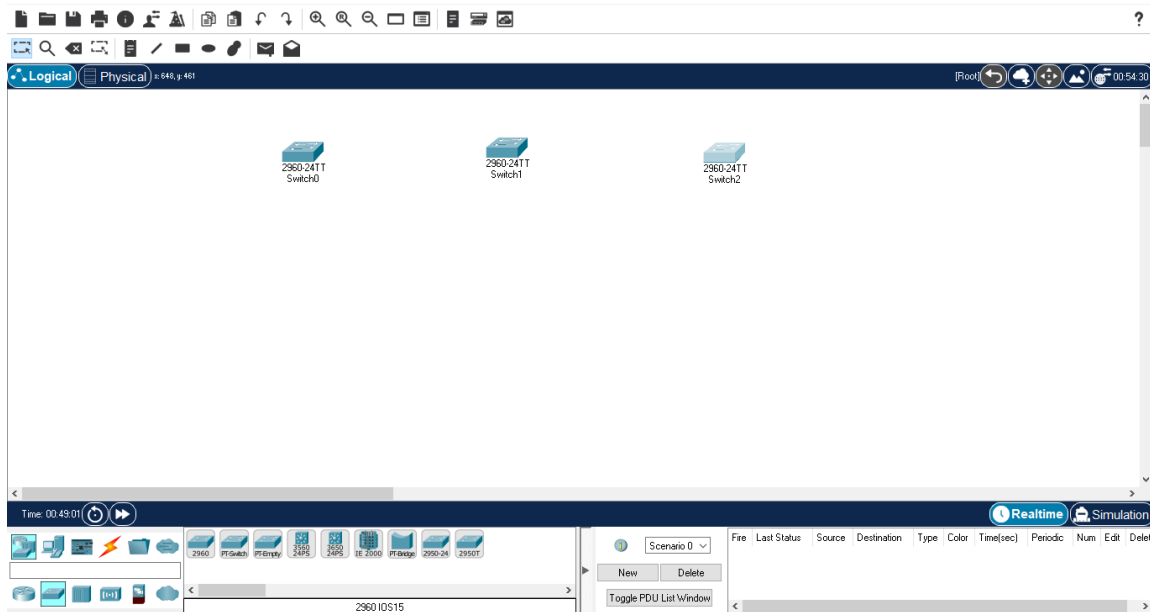 ?
Logical Physical x: 648, y: 461 [Root] 00:54:30
2960-24TT
Switch0
2960-24TT
Switch1
2960-24TT
Switch2
Time: 00:49:01 Realtime Simulation
2960 PT-Switch PT-Empty 3560 24PS 3650 24PS IE 2000 PT-Bridge 2950-24 2950T
2960 IOS15
Scenario 0
New Delete
Toggle PDU List Window
Fire Last Status Source Destination Type Color Time(sec) Periodic Num Edit Delet